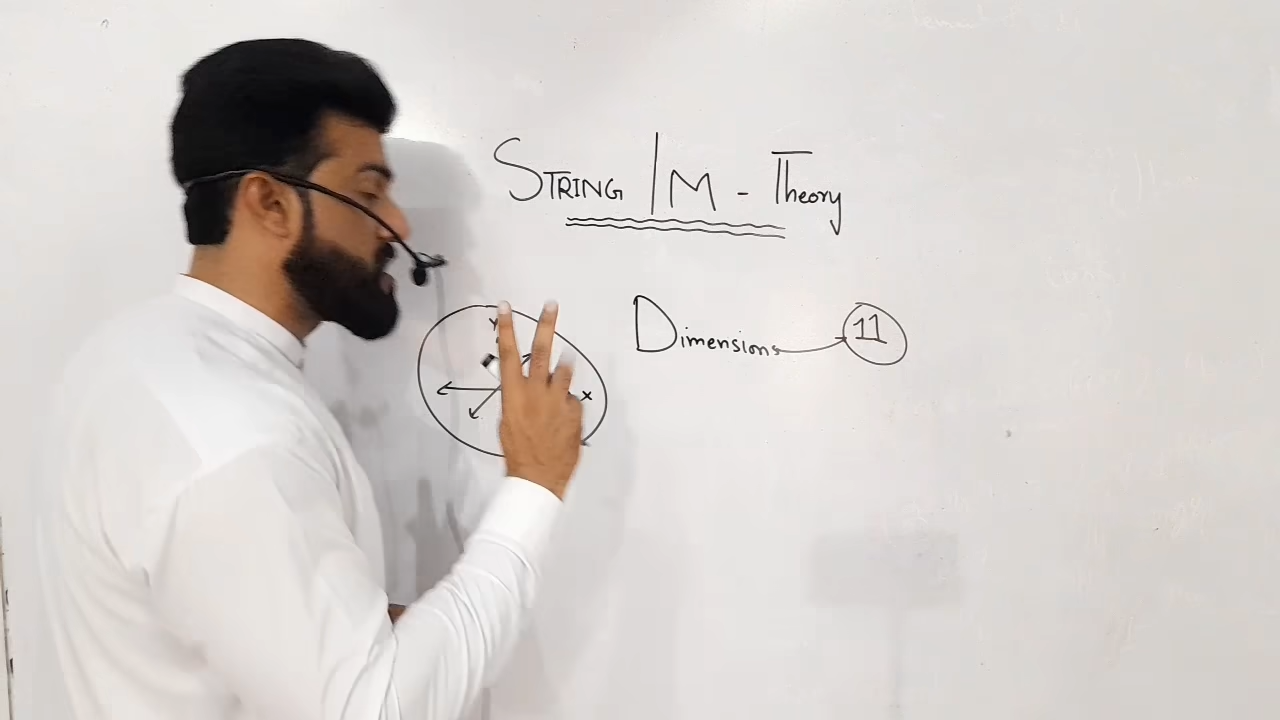 STRING / M - Theory
Dimensions 11
Y
X